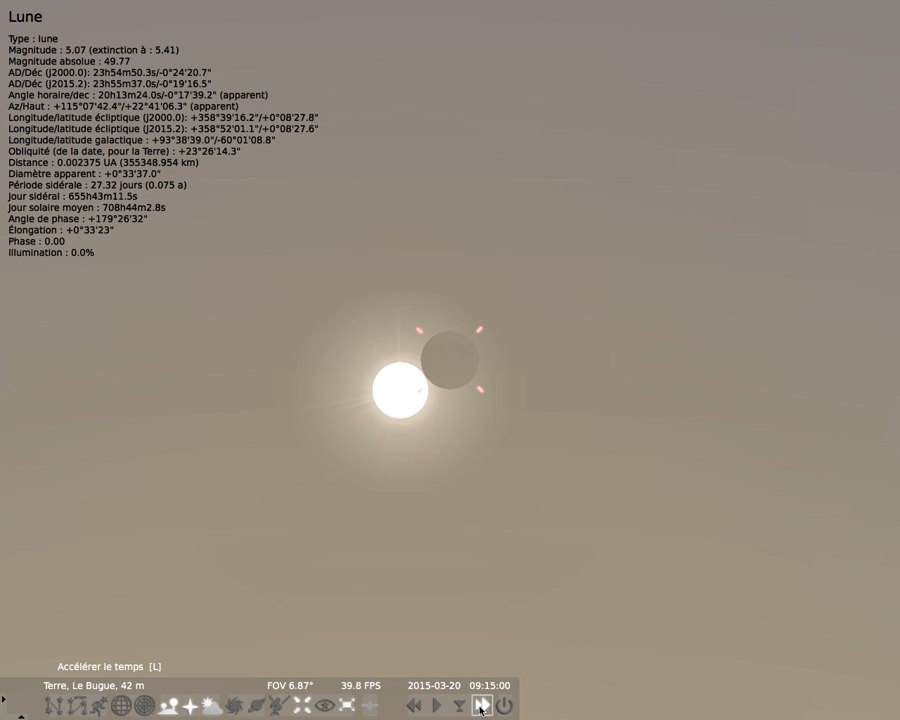 Lune
Type : lune
Magnitude : 5.07 (extinction à : 5.41)
Magnitude absolue : 49.77
AD/Déc (J2000.0): 23h54m50.3s/-0°24'20.7"
AD/Déc (J2015.2): 23h55m37.0s/-0°19'16.5"
Angle horaire/dec : 20h13m24.0s/-0°17'39.2" (apparent)
Az/Haut : +115°07'42.4"/+22°41'06.3" (apparent)
Longitude/latitude écliptique (J2000.0): +358°39'16.2"/+0°08'27.8"
Longitude/latitude écliptique (J2015.2): +358°52'01.1"/+0°08'27.6"
Longitude/latitude galactique : +93°38'39.0"/-60°01'08.8"
Obliquité (de la date, pour la Terre) : +23°26'14.3"
Distance : 0.002375 UA (355348.954 km)
Diamètre apparent : +0°33'37.0"
Période sidérale : 27.32 jours (0.075 a)
Jour sidéral : 655h43m11.5s
Jour solaire moyen : 708h44m2.8s
Angle de phase : +179°26'32"
Élongation : +0°33'23"
Phase : 0.00
Illumination : 0.0%
Accélérer le temps [L]
Terre, Le Bugue, 42 m FOV 6.87° 39.8 FPS 2015-03-20 09:15:00